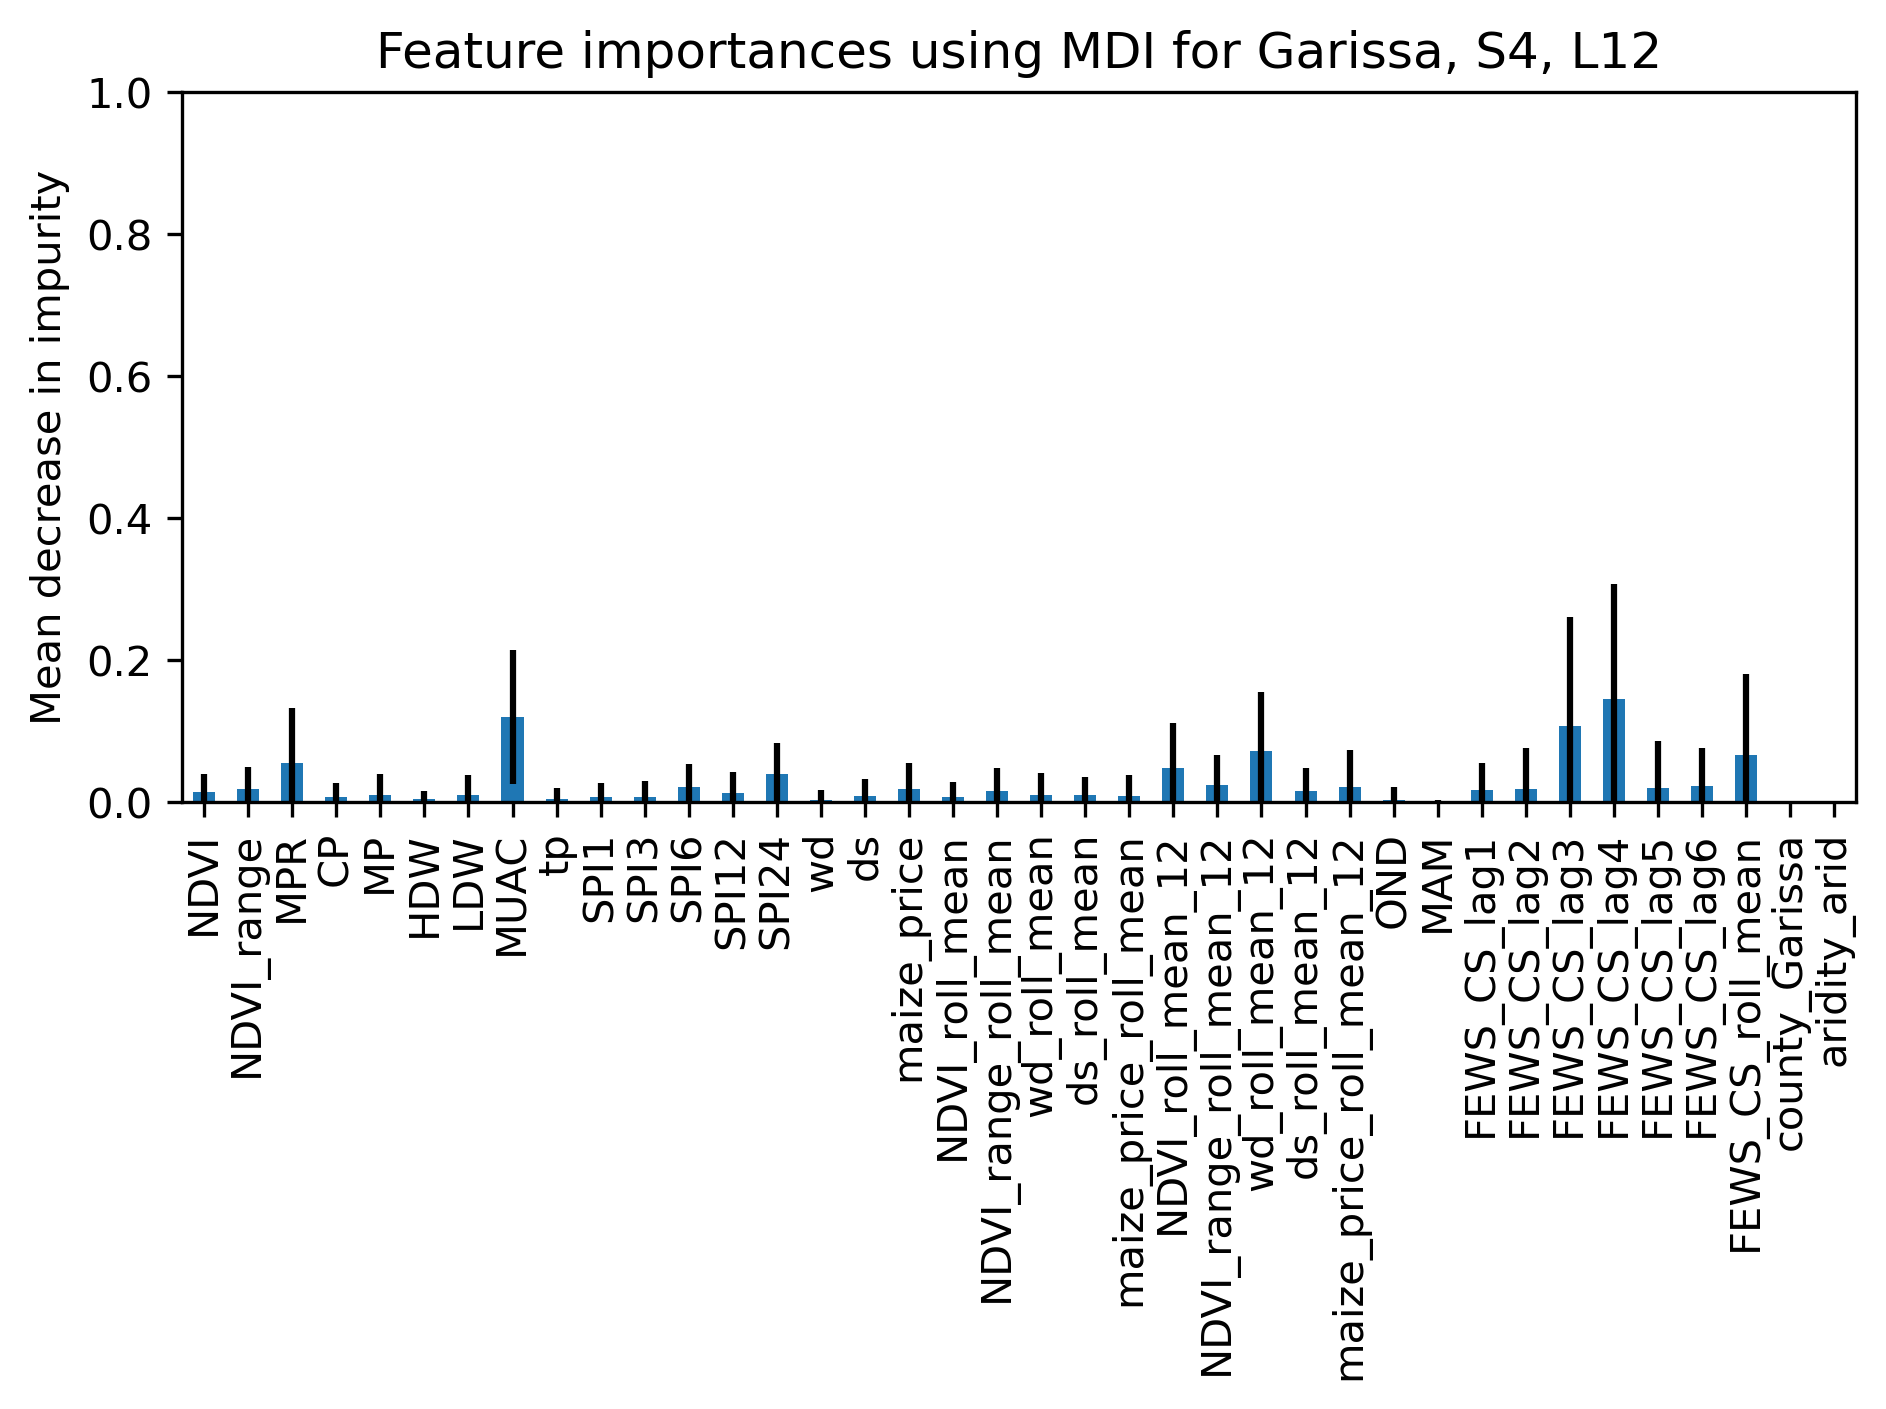 Feature importances using MDI for Garissa, S4, L12
Mean decrease in impurity
1.0
0.8
0.6
0.4
0.2
0.0
NDVI
NDVI_range
MPR
CP
MP
HDW
LDW
MUAC
tp
SPI1
SPI3
SPI6
SPI12
SPI24
wd
ds
maize_price
NDVI_roll_mean
NDVI_range_roll_mean
wd_roll_mean
ds_roll_mean
maize_price_roll_mean
NDVI_roll_mean_12
NDVI_range_roll_mean_12
wd_roll_mean_12
ds_roll_mean_12
maize_price_roll_mean_12
OND
MAM
FEWS_CS_lag1
FEWS_CS_lag2
FEWS_CS_lag3
FEWS_CS_lag4
FEWS_CS_lag5
FEWS_CS_lag6
FEWS_CS_roll_mean
county_Garissa
aridity_arid